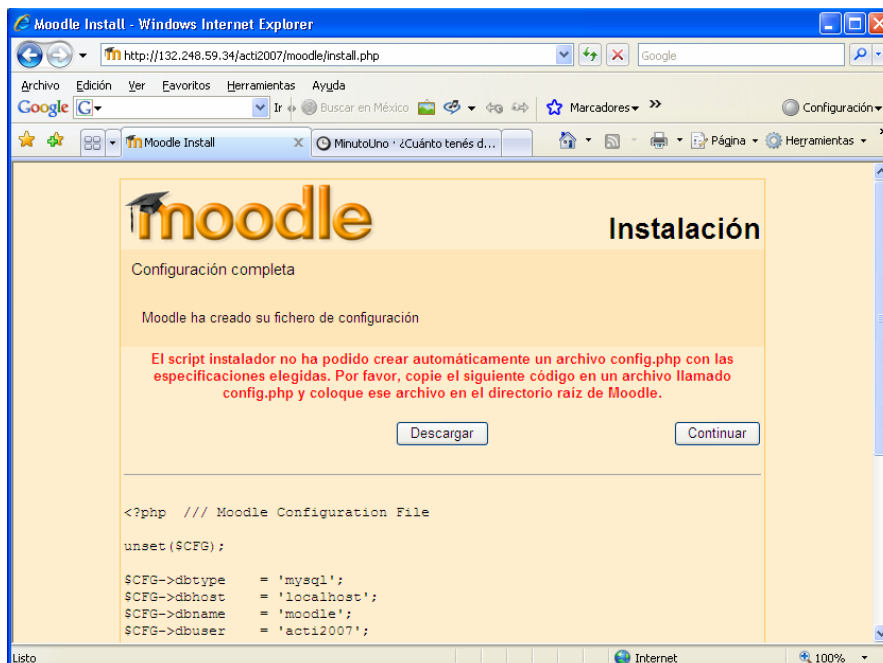 Moodle Install - Windows Internet Explorer
http://132.248.59.34/acti2007/moodle/install.php
Google
Archivo Edición Ver Favoritos Herramientas Ayuda
Google G Ir Buscar en México Marcadores » Configuración
Moodle Install X MinutoUno · ¿Cuánto tenés d... Página Herramientas »
moodle
Instalación
Configuración completa
Moodle ha creado su fichero de configuración
El script instalador no ha podido crear automáticamente un archivo config.php con las
especificaciones elegidas. Por favor, copie el siguiente código en un archivo llamado
config.php y coloque ese archivo en el directorio raíz de Moodle.
Descargar Continuar
<?php /// Moodle Configuration File
unset($CFG);
$CFG->dbtype = 'mysql';
$CFG->dbhost = 'localhost';
$CFG->dbname = 'moodle';
$CFG->dbuser = 'acti2007';
Listo Internet 100%